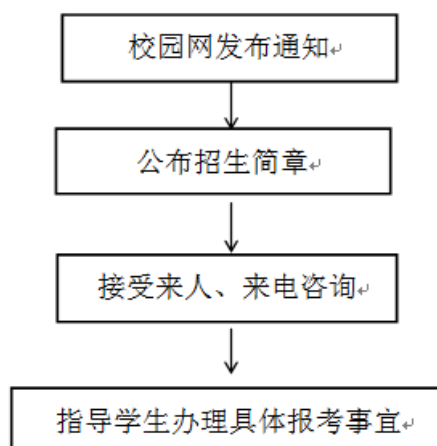 校园网发布通知
公布招生简章
接受来人、来电咨询
指导学生办理具体报考事宜